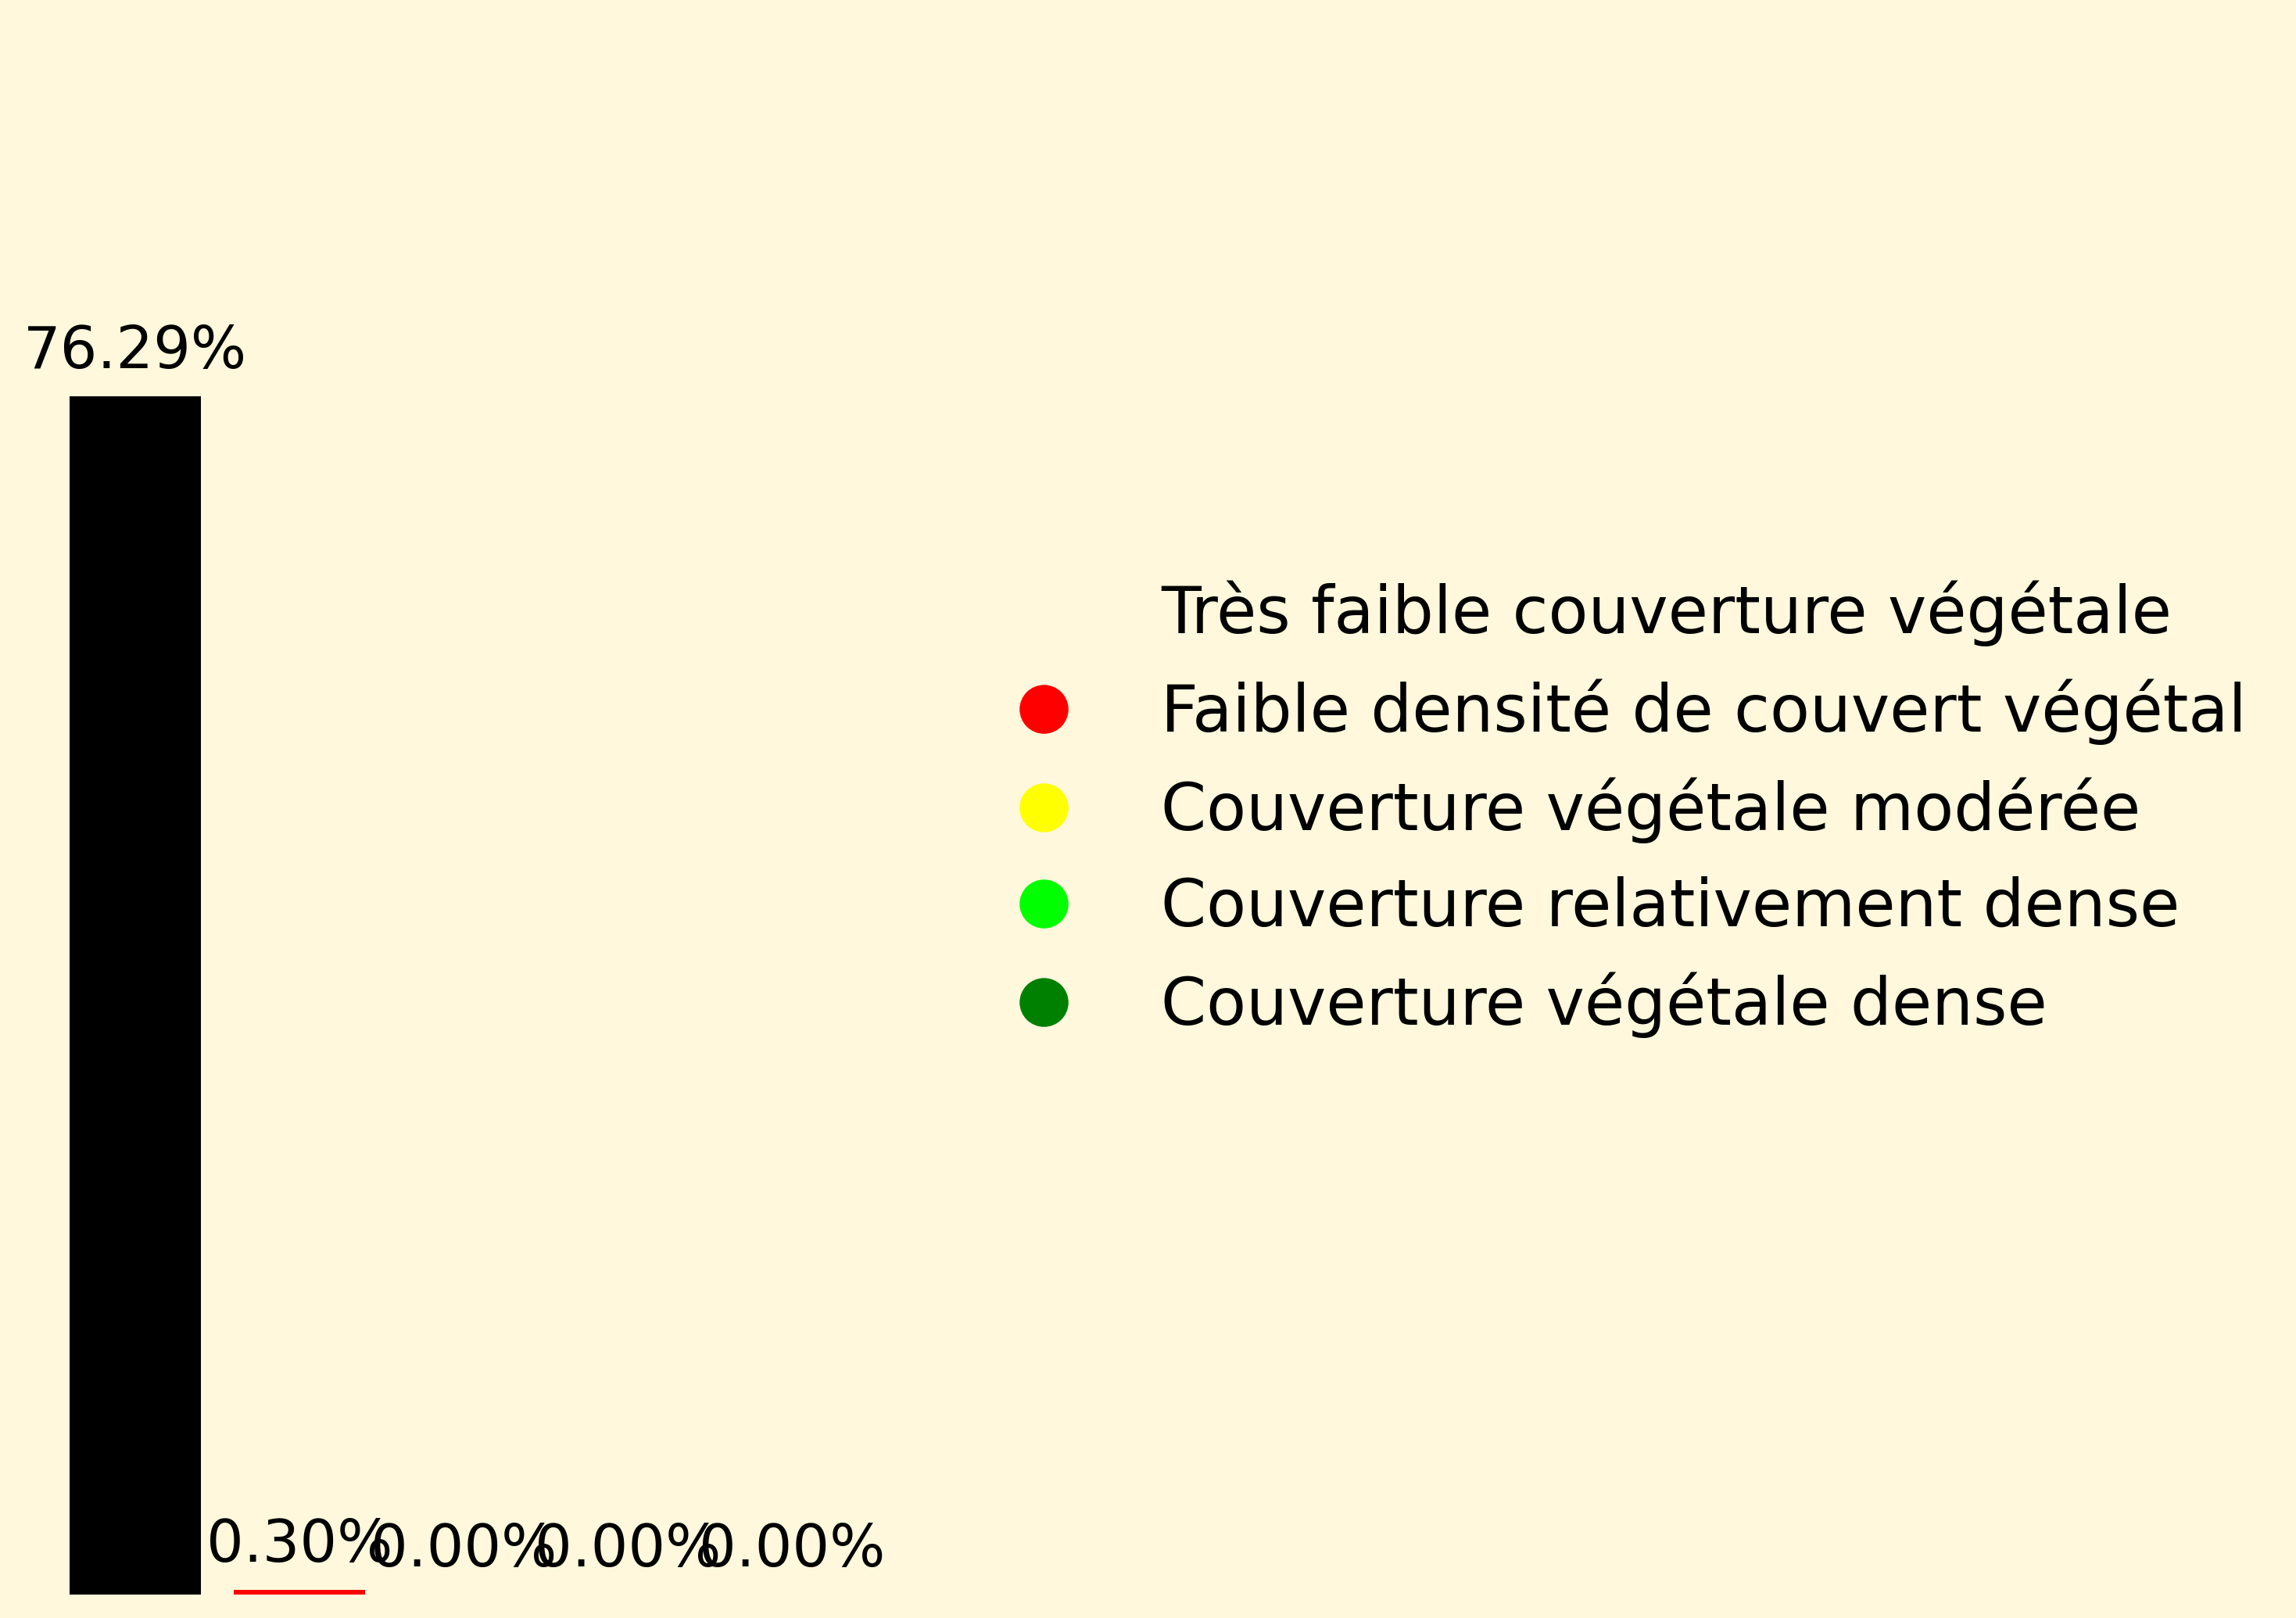 76.29%
Très faible couverture végétale
Faible densité de couvert végétal
Couverture végétale modérée
Couverture relativement dense
Couverture végétale dense
0.30% 0.00% 0.00% 0.00%